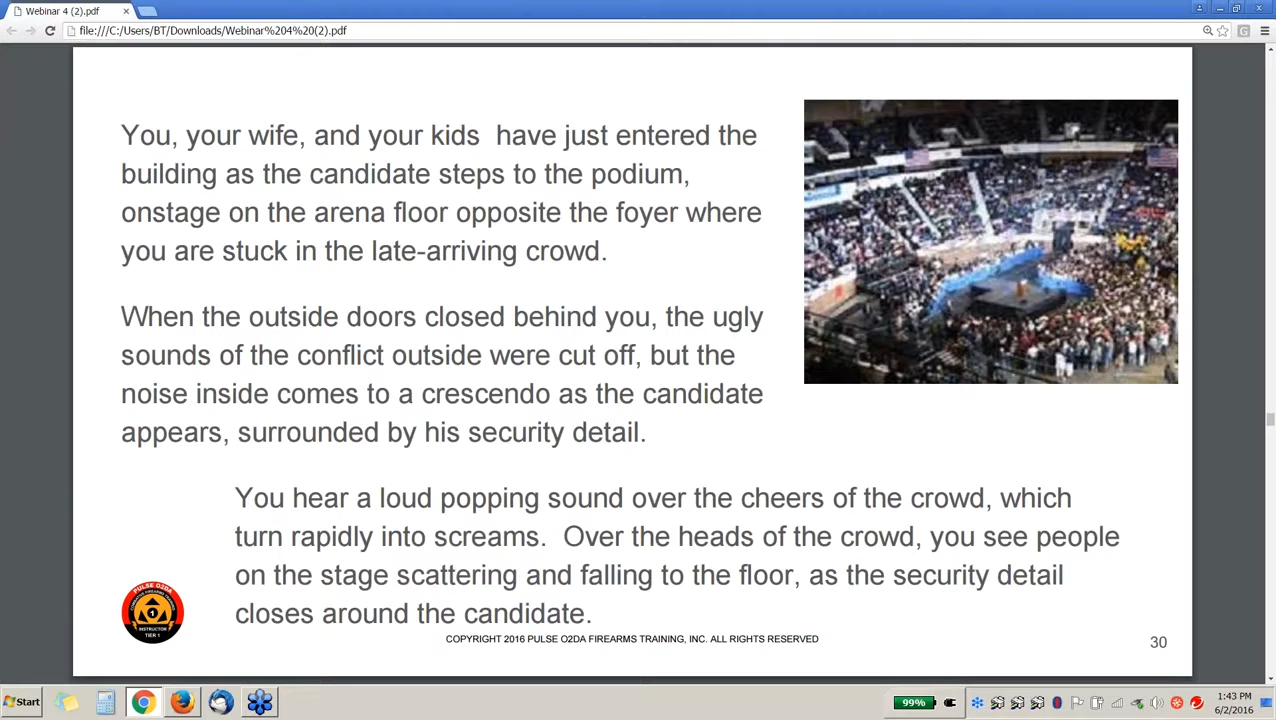 Webinar 4 (2).pdf
file:///C:/Users/BT/Downloads/Webinar%204%20(2).pdf
You, your wife, and your kids  have just entered the
building as the candidate steps to the podium,
onstage on the arena floor opposite the foyer where
you are stuck in the late-arriving crowd.
When the outside doors closed behind you, the ugly
sounds of the conflict outside were cut off, but the
noise inside comes to a crescendo as the candidate
appears, surrounded by his security detail.
You hear a loud popping sound over the cheers of the crowd, which
turn rapidly into screams.  Over the heads of the crowd, you see people
on the stage scattering and falling to the floor, as the security detail
closes around the candidate.
PULSE O2DA
1
INSTRUCTOR
TIER 1
COPYRIGHT 2016 PULSE O2DA FIREARMS TRAINING, INC. ALL RIGHTS RESERVED
30
Start
99%
1:43 PM
6/2/2016